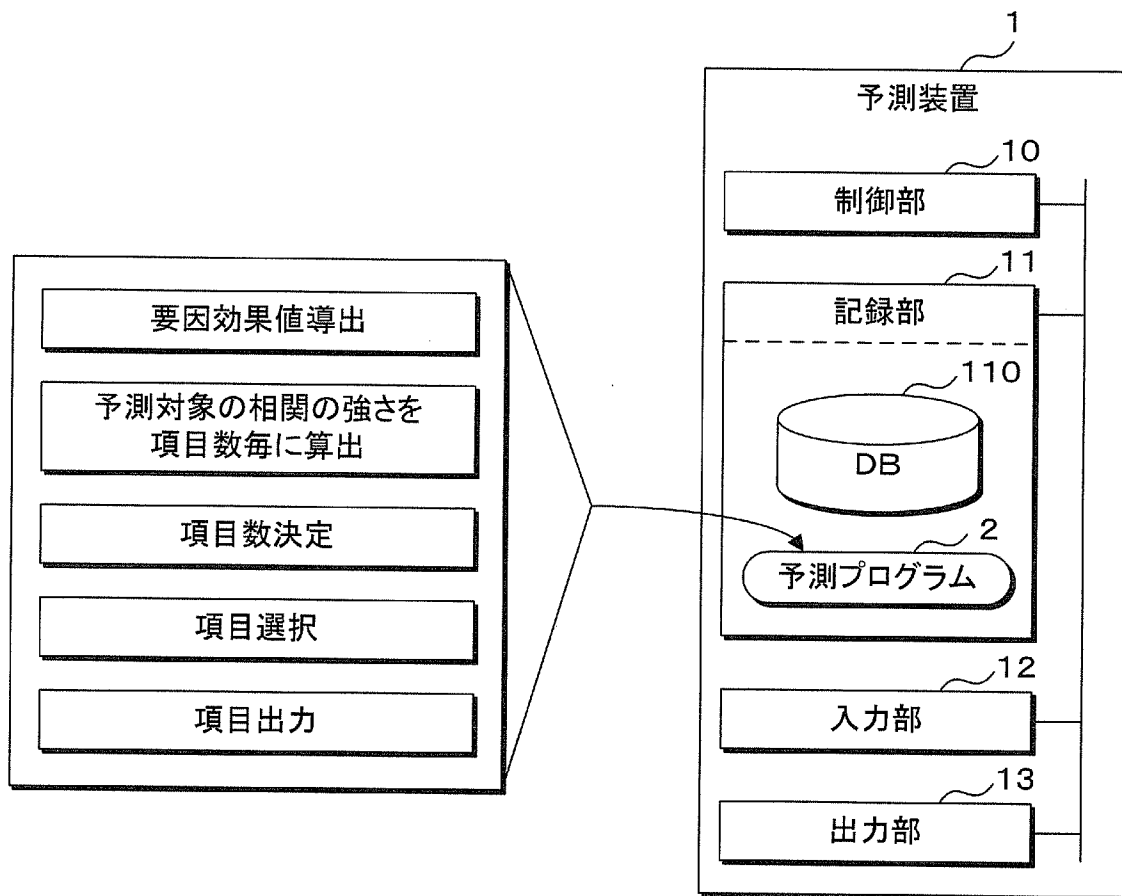 1
予測装置
10
制御部
11
記録部
110
DB
2
予測プログラム
12
入力部
13
出力部
要因効果値導出
予測対象の相関の強さを
項目数毎に算出
項目数決定
項目選択
項目出力